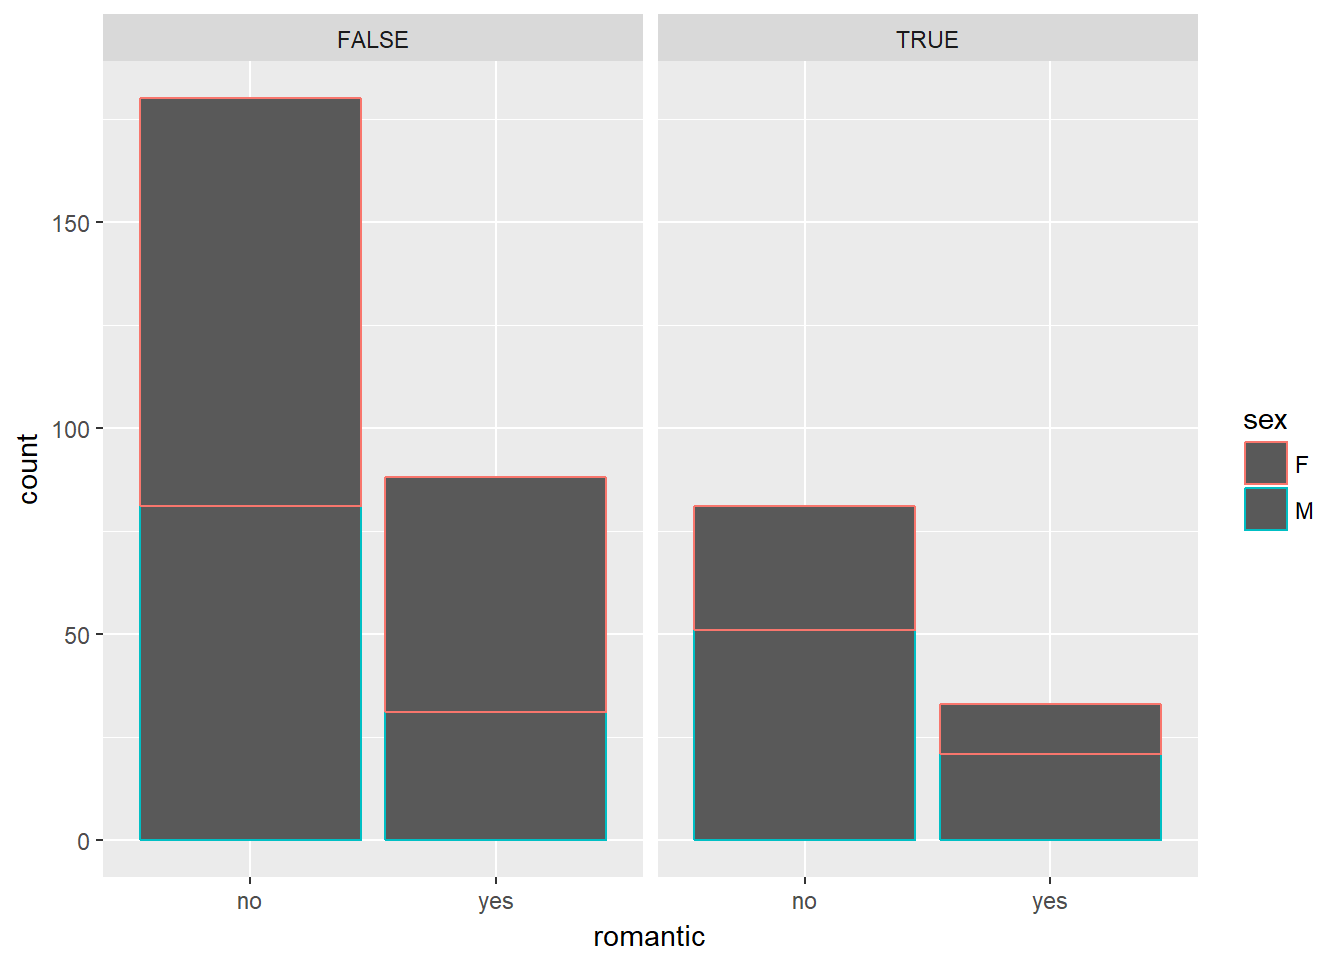 FALSE
TRUE
150
100
50
0
count
no
yes
no
yes
romantic
sex
F
M